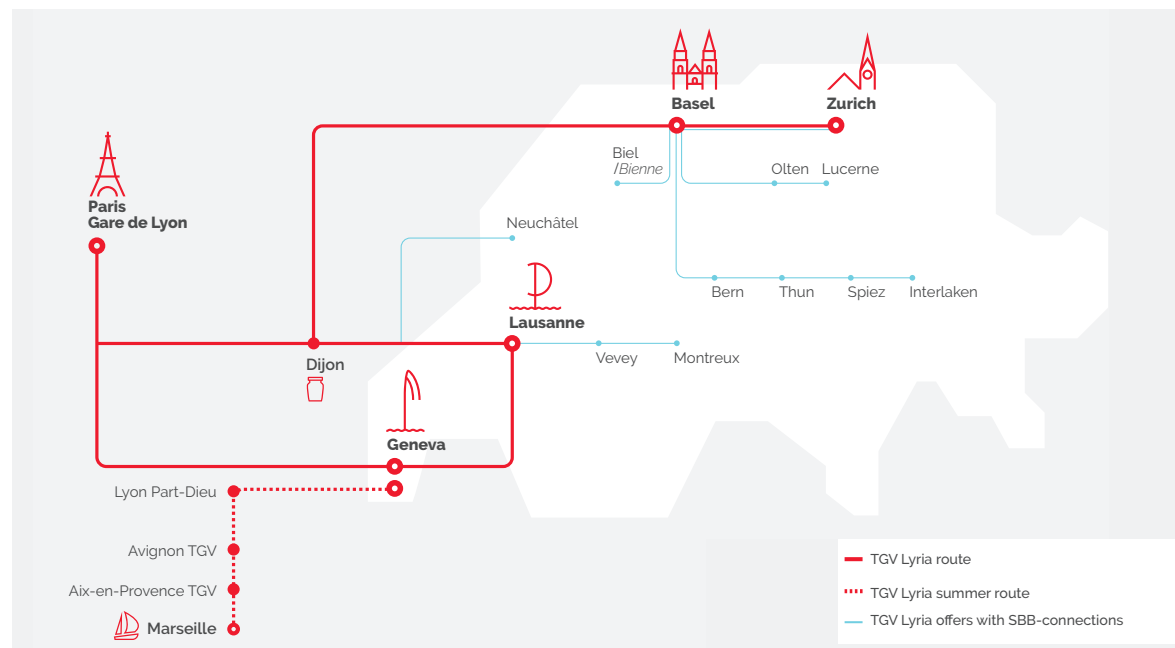 Basel
Zurich
Biel
/Bienne
Olten
Lucerne
Paris
Gare de Lyon
Neuchâtel
Bern
Thun
Spiez
Interlaken
Lausanne
Dijon
Vevey
Montreux
Geneva
Lyon Part-Dieu
Avignon TGV
Aix-en-Provence TGV
Marseille
TGV Lyria route
TGV Lyria summer route
TGV Lyria offers with SBB-connections